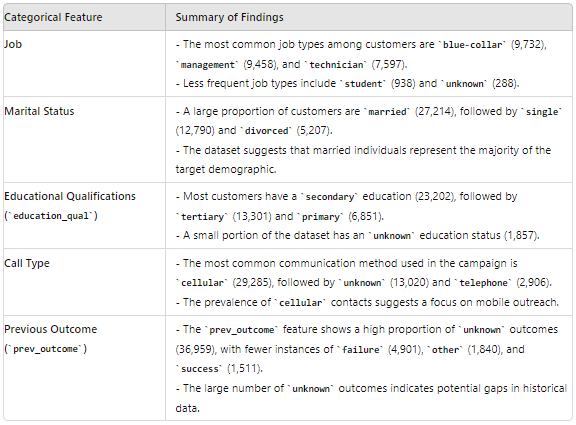 Categorical Feature Summary of Findings
Job - The most common job types among customers are `blue-collar` (9,732),
`management` (9,458), and `technician` (7,597).
- Less frequent job types include `student` (938) and `unknown` (288).
Marital Status - A large proportion of customers are `married` (27,214), followed by `single`
(12,790) and `divorced` (5,207).
- The dataset suggests that married individuals represent the majority of the
target demographic.
Educational Qualifications - Most customers have a `secondary` education (23,202), followed by
(`education_qual`) `tertiary` (13,301) and `primary` (6,851).
- A small portion of the dataset has an `unknown` education status (1,857).
Call Type - The most common communication method used in the campaign is
`cellular` (29,285), followed by `unknown` (13,020) and `telephone` (2,906).
- The prevalence of `cellular` contacts suggests a focus on mobile outreach.
Previous Outcome - The `prev_outcome` feature shows a high proportion of `unknown` outcomes
(`prev_outcome`) (36,959), with fewer instances of `failure` (4,901), `other` (1,840), and
`success` (1,511).
- The large number of `unknown` outcomes indicates potential gaps in historical
data.